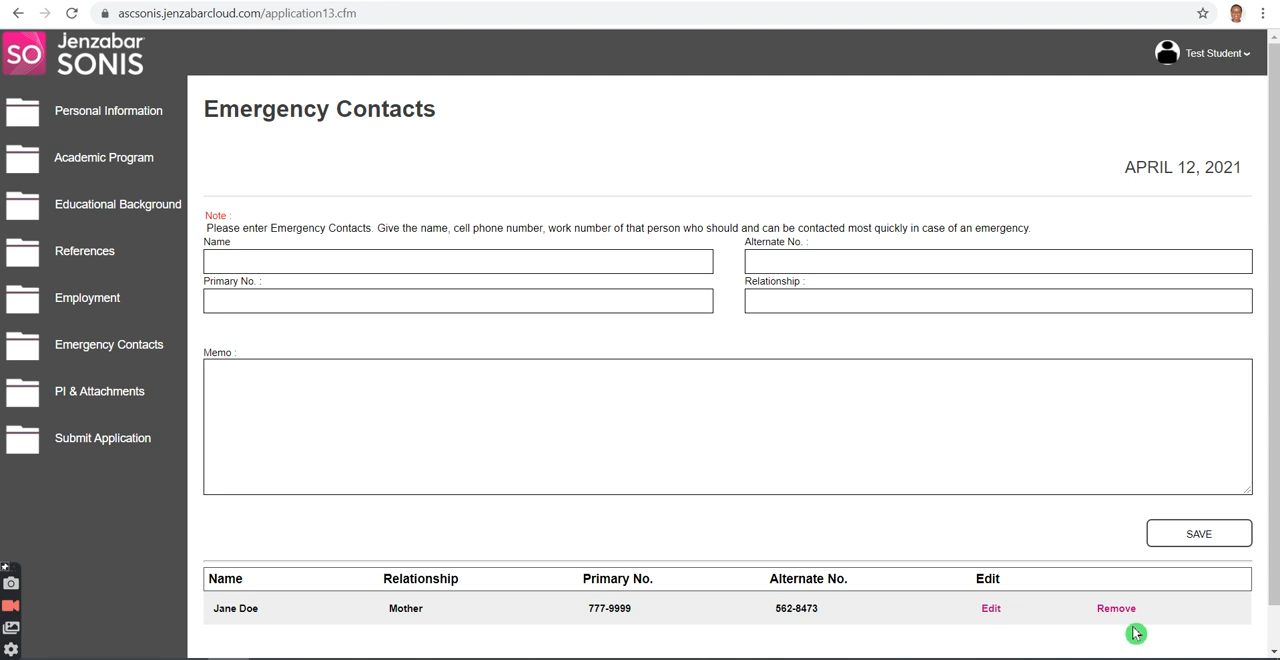 ascsonis.jenzabarcloud.com/application13.cfm
SO
Jenzabar
SONIS
Test Student
Personal Information
Academic Program
Educational Background
References
Employment
Emergency Contacts
PI & Attachments
Submit Application
Emergency Contacts
APRIL 12, 2021
Note :
Please enter Emergency Contacts. Give the name, cell phone number, work number of that person who should and can be contacted most quickly in case of an emergency.
Name Alternate No. :
Primary No. : Relationship :
Memo :
SAVE
Name Relationship Primary No. Alternate No. Edit
Jane Doe Mother 777-9999 562-8473 Edit Remove